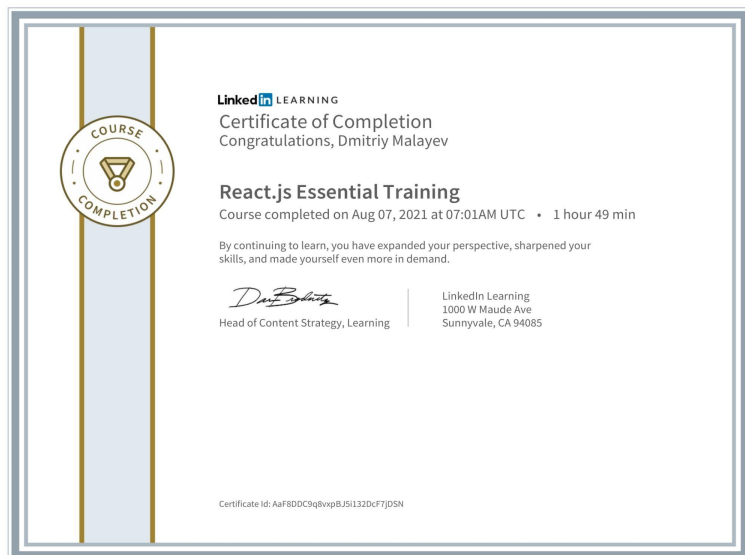 COURSE
COMPLETION
Linked in LEARNING
Certificate of Completion
Congratulations, Dmitriy Malayev
React.js Essential Training
Course completed on Aug 07, 2021 at 07:01AM UTC • 1 hour 49 min
By continuing to learn, you have expanded your perspective, sharpened your
skills, and made yourself even more in demand.
Head of Content Strategy, Learning
LinkedIn Learning
1000 W Maude Ave
Sunnyvale, CA 94085
Certificate Id: AaF8DDC9q8vxpBJ5i132DcF7jDSN